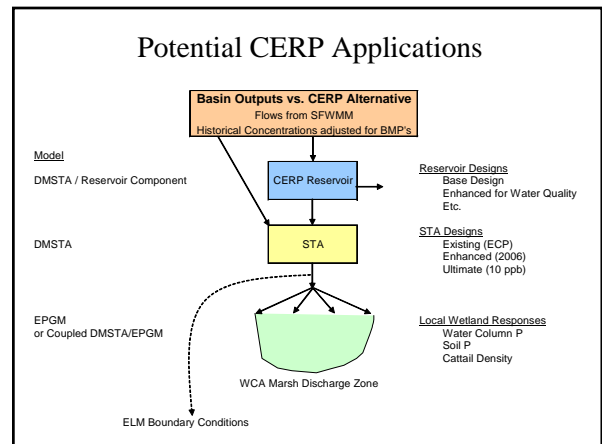 Potential CERP Applications
Basin Outputs vs. CERP Alternative
Flows from SFWMM
Historical Concentrations adjusted for BMP's
Model
DMSTA / Reservoir Component
CERP Reservoir
Reservoir Designs
Base Design
Enhanced for Water Quality
Etc.
DMSTA
STA
STA Designs
Existing (ECP)
Enhanced (2006)
Ultimate (10 ppb)
EPGM
or Coupled DMSTA/EPGM
Local Wetland Responses
Water Column P
Soil P
Cattail Density
WCA Marsh Discharge Zone
ELM Boundary Conditions